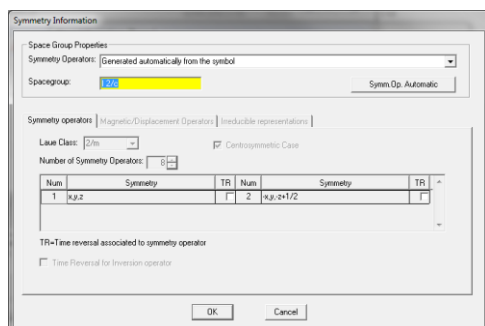 Symmetry Information
Space Group Properties
Symmetry Operators: Generated automatically from the symbol
Spacegroup: I 2/a
Symm.Op. Automatic
Symmetry operators Magnetic/Displacement Operators Irreducible representations
Laue Class: 2/m
Centrosymmetric Case
Number of Symmetry Operators: 8
Num Symmetry TR Num Symmetry TR
1 x,y,z 2 -x,y,-z+1/2
TR=Time reversal associated to symmetry operator
Time Reversal for Inversion operator
OK Cancel